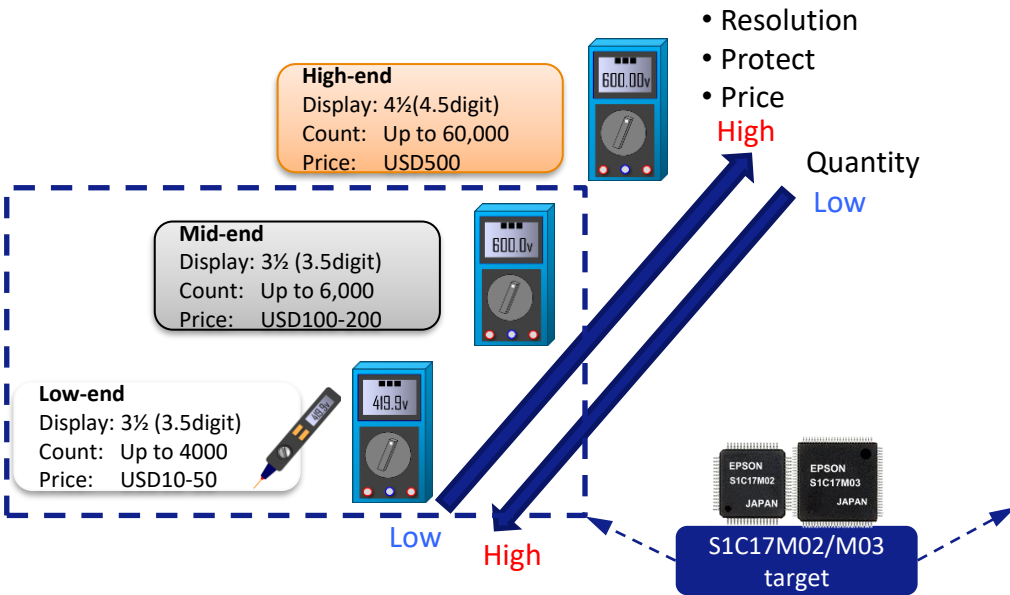 • Resolution
• Protect
• Price
High
Quantity
Low
High-end
Display: 4½(4.5digit)
Count: Up to 60,000
Price: USD500
600.00v
Mid-end
Display: 3½ (3.5digit)
Count: Up to 6,000
Price: USD100-200
600.0v
Low-end
Display: 3½ (3.5digit)
Count: Up to 4000
Price: USD10-50
419.9v
419.9v
Low
High
EPSON
S1C17M02
JAPAN
EPSON
S1C17M03
JAPAN
S1C17M02/M03
target